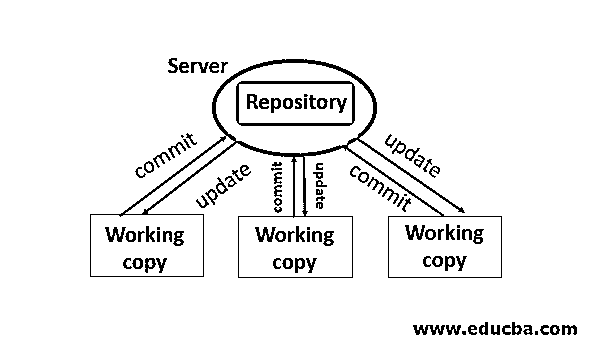 Server
Repository
commit
update
commit
update
update
commit
Working
copy
Working
copy
Working
copy
www.educba.com